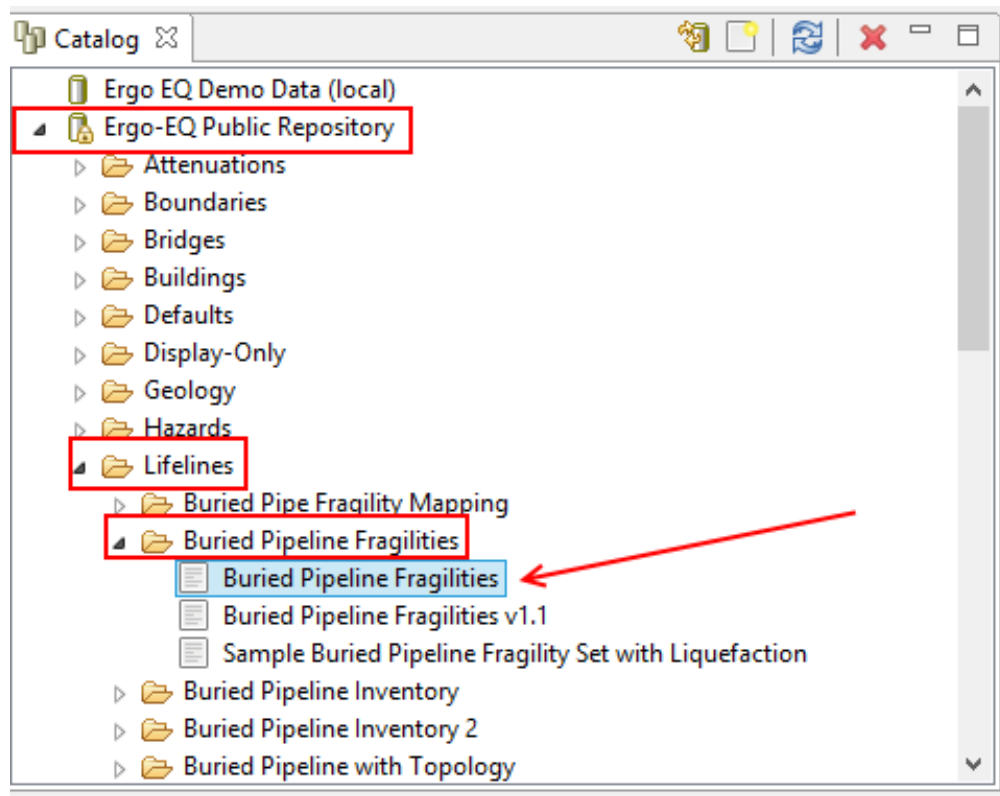 Catalog
Ergo EQ Demo Data (local)
Ergo-EQ Public Repository
Attenuations
Boundaries
Bridges
Buildings
Defaults
Display-Only
Geology
Hazards
Lifelines
Buried Pipe Fragility Mapping
Buried Pipeline Fragilities
Buried Pipeline Fragilities
Buried Pipeline Fragilities v1.1
Sample Buried Pipeline Fragility Set with Liquefaction
Buried Pipeline Inventory
Buried Pipeline Inventory 2
Buried Pipeline with Topology